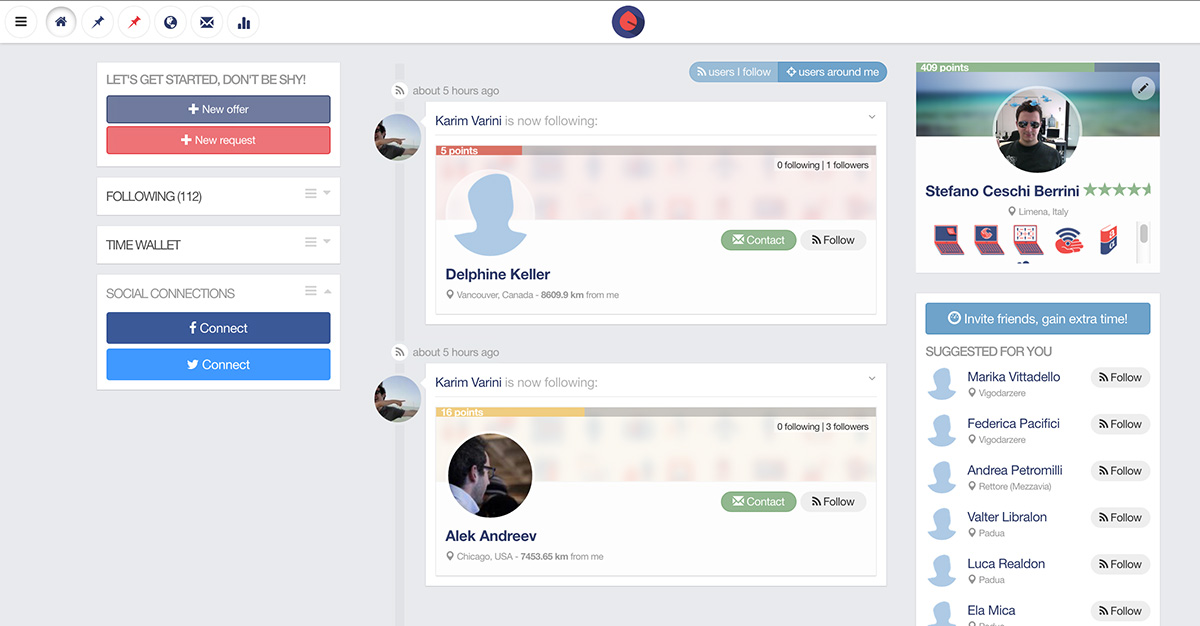 LET'S GET STARTED, DON'T BE SHY!
New offer
New request
FOLLOWING (112)
TIME WALLET
SOCIAL CONNECTIONS
Connect
Connect
users I follow
users around me
about 5 hours ago
Karim Varini is now following:
5 points
0 following | 1 followers
Contact
Follow
Delphine Keller
Vancouver, Canada - 8609.9 km from me
about 5 hours ago
Karim Varini is now following:
16 points
0 following | 3 followers
Contact
Follow
Alek Andreev
Chicago, USA - 7453.65 km from me
409 points
Stefano Ceschi Berrini
Limena, Italy
Invite friends, gain extra time!
SUGGESTED FOR YOU
Marika Vittadello
Follow
Vigodarzere
Federica Pacifici
Follow
Vigodarzere
Andrea Petromilli
Follow
Rettore (Mezzavia)
Valter Libralon
Follow
Padua
Luca Realdon
Follow
Padua
Ela Mica
Follow
Padua